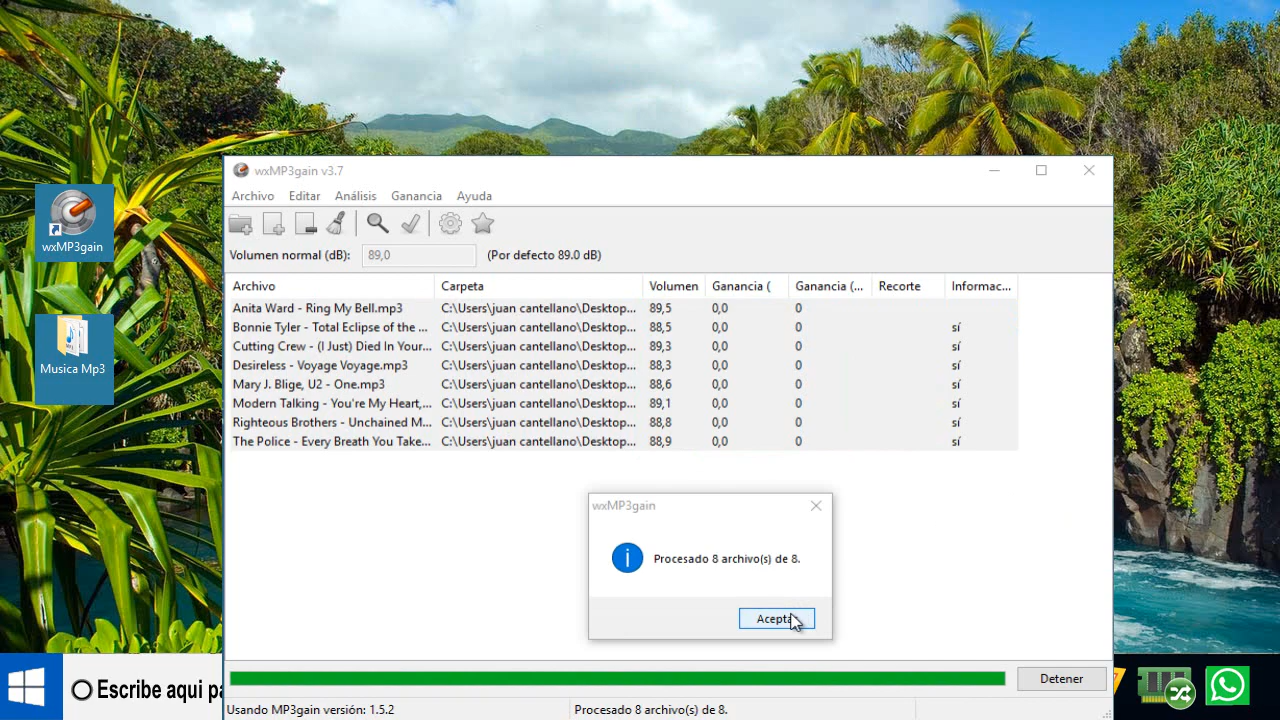 wxMP3gain v3.7
Archivo Editar Análisis Ganancia Ayuda
Volumen normal (dB): 89,0 (Por defecto 89.0 dB)
Archivo Carpeta Volumen Ganancia ( Ganancia (... Recorte Informac...
Anita Ward - Ring My Bell.mp3 C:\Users\juan cantellano\Desktop... 89,5 0,0 0
Bonnie Tyler - Total Eclipse of the ... C:\Users\juan cantellano\Desktop... 88,5 0,0 0 sí
Cutting Crew - (I Just) Died In Your... C:\Users\juan cantellano\Desktop... 89,3 0,0 0 sí
Desireless - Voyage Voyage.mp3 C:\Users\juan cantellano\Desktop... 88,3 0,0 0 sí
Mary J. Blige, U2 - One.mp3 C:\Users\juan cantellano\Desktop... 88,6 0,0 0 sí
Modern Talking - You're My Heart,... C:\Users\juan cantellano\Desktop... 89,1 0,0 0 sí
Righteous Brothers - Unchained M... C:\Users\juan cantellano\Desktop... 88,8 0,0 0 sí
The Police - Every Breath You Take... C:\Users\juan cantellano\Desktop... 88,9 0,0 0 sí
wxMP3gain
Musica Mp3
wxMP3gain
Procesado 8 archivo(s) de 8.
Detener
Escribe aqui pa
Usando MP3gain versión: 1.5.2 Procesado 8 archivo(s) de 8.